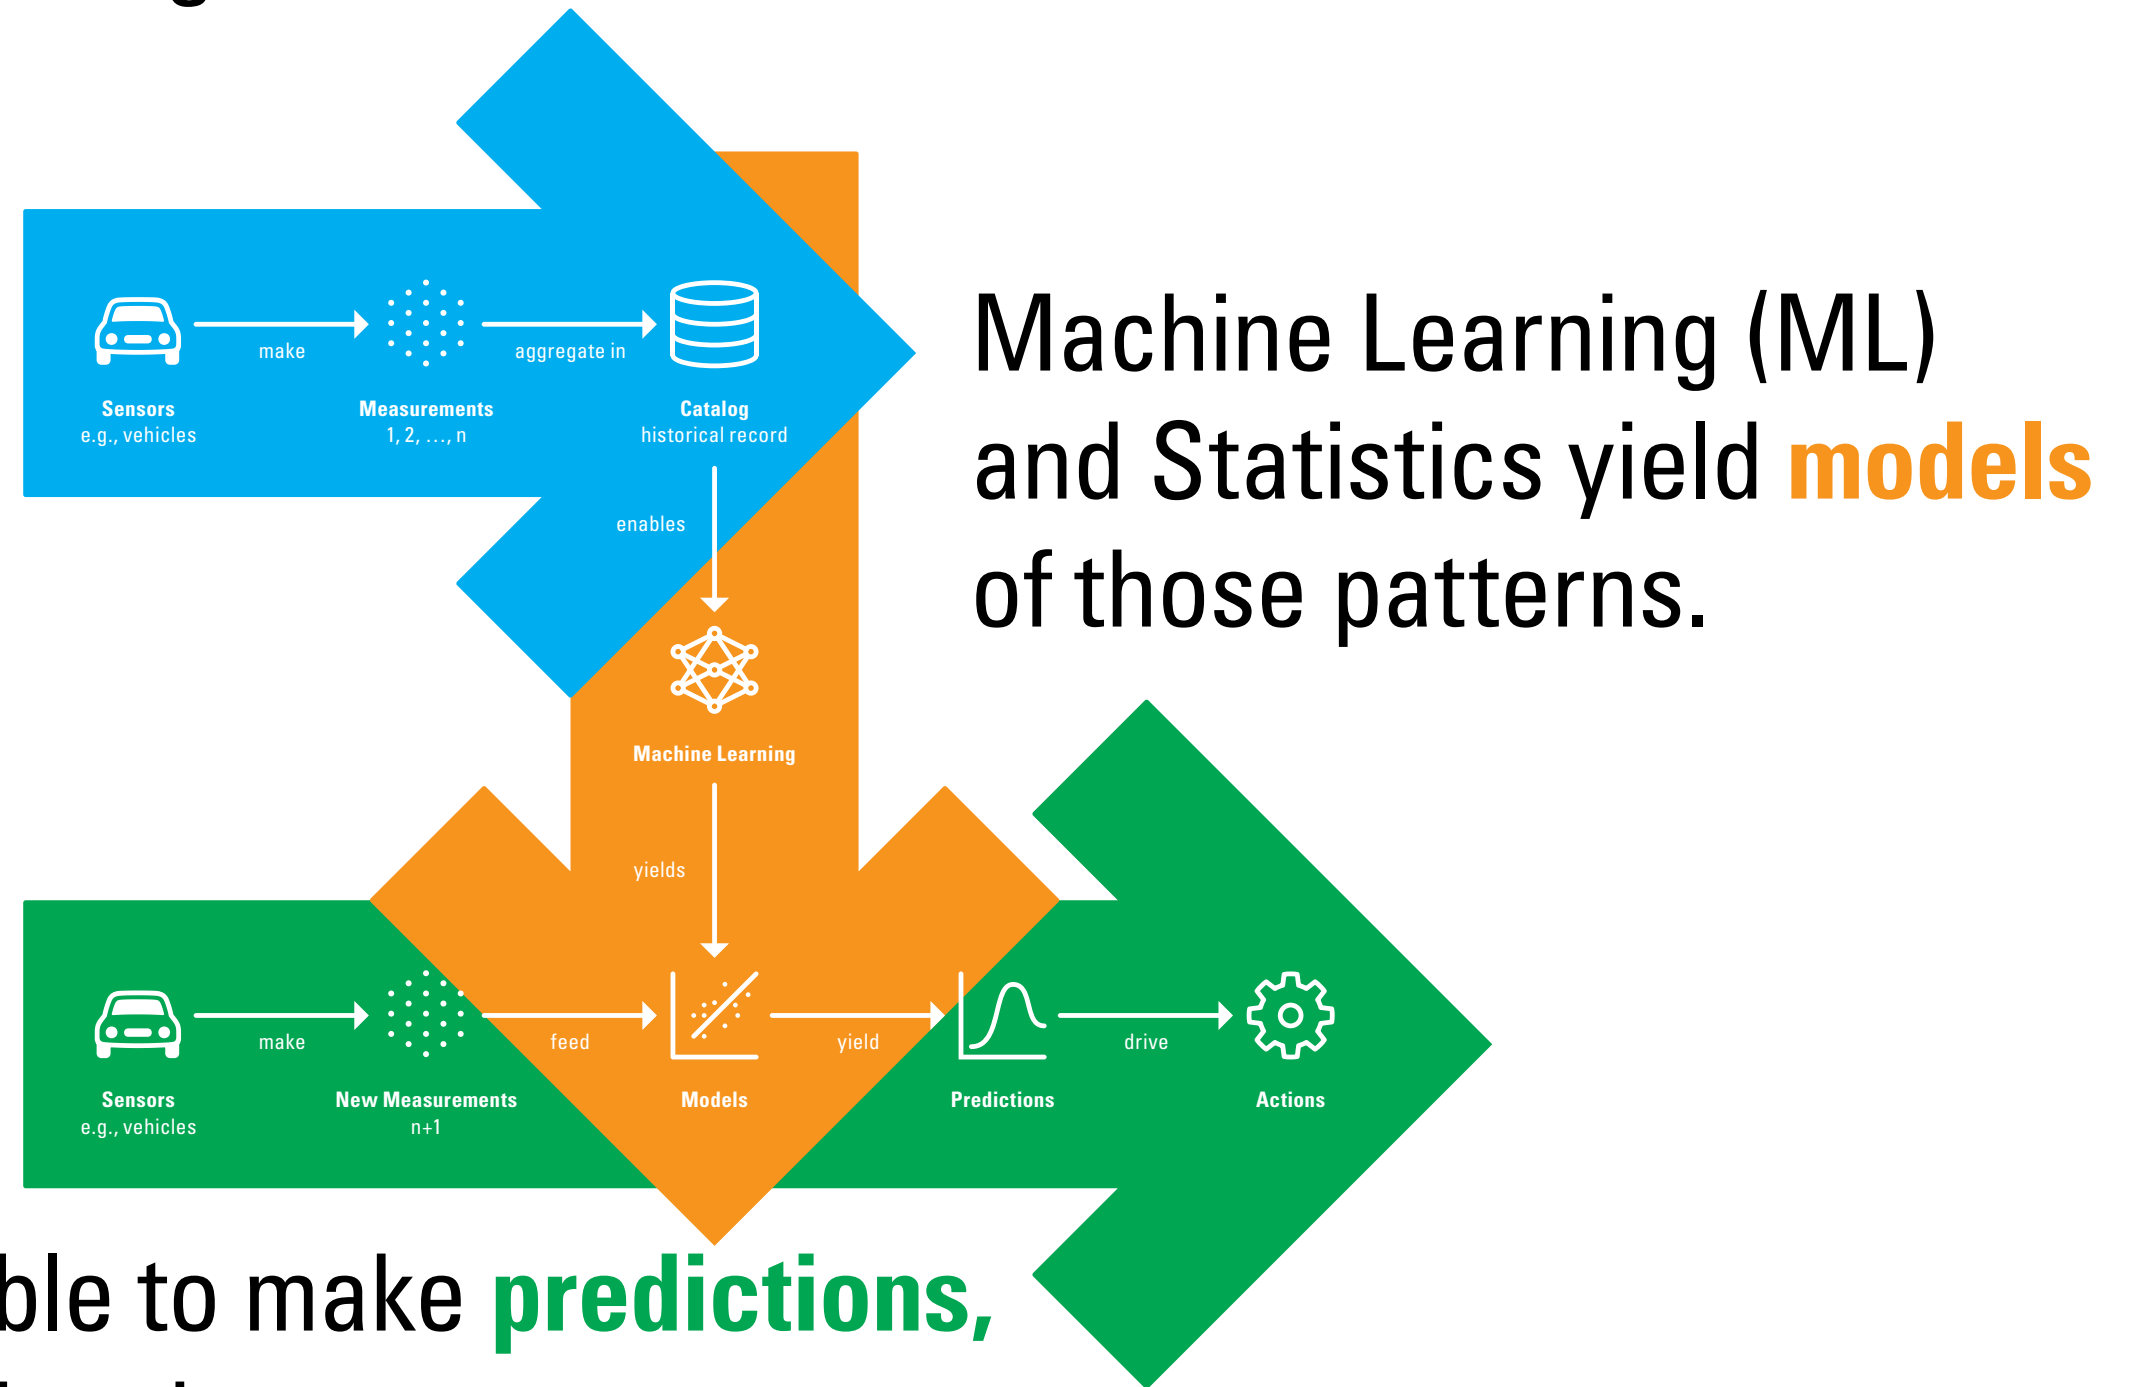 make
aggregate in
Sensors
e.g., vehicles
Measurements
1, 2, …, n
Catalog
historical record
enables
Machine Learning (ML)
and Statistics yield models
of those patterns.
Machine Learning
yields
make
feed
yield
drive
Sensors
e.g., vehicles
New Measurements
n+1
Models
Predictions
Actions
ble to make predictions,